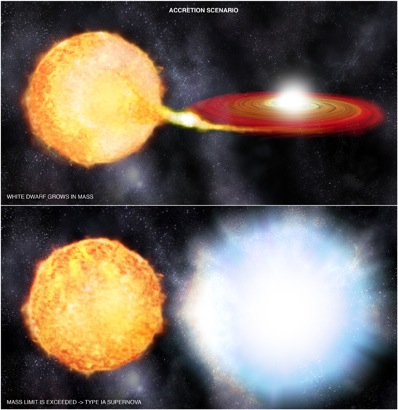 ACCRETION SCENARIO
WHITE DWARF GROWS IN MASS
MASS LIMIT IS EXCEEDED -> TYPE IA SUPERNOVA